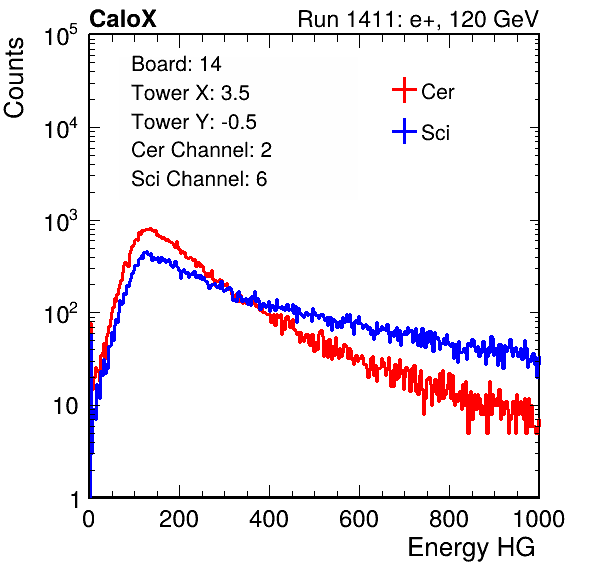 CaloX Run 1411: e+, 120 GeV
Counts
Board: 14
Tower X: 3.5
Tower Y: -0.5
Cer Channel: 2
Sci Channel: 6
Cer
Sci
10^5
10^4
10^3
10^2
10
1
0 200 400 600 800 1000
Energy HG